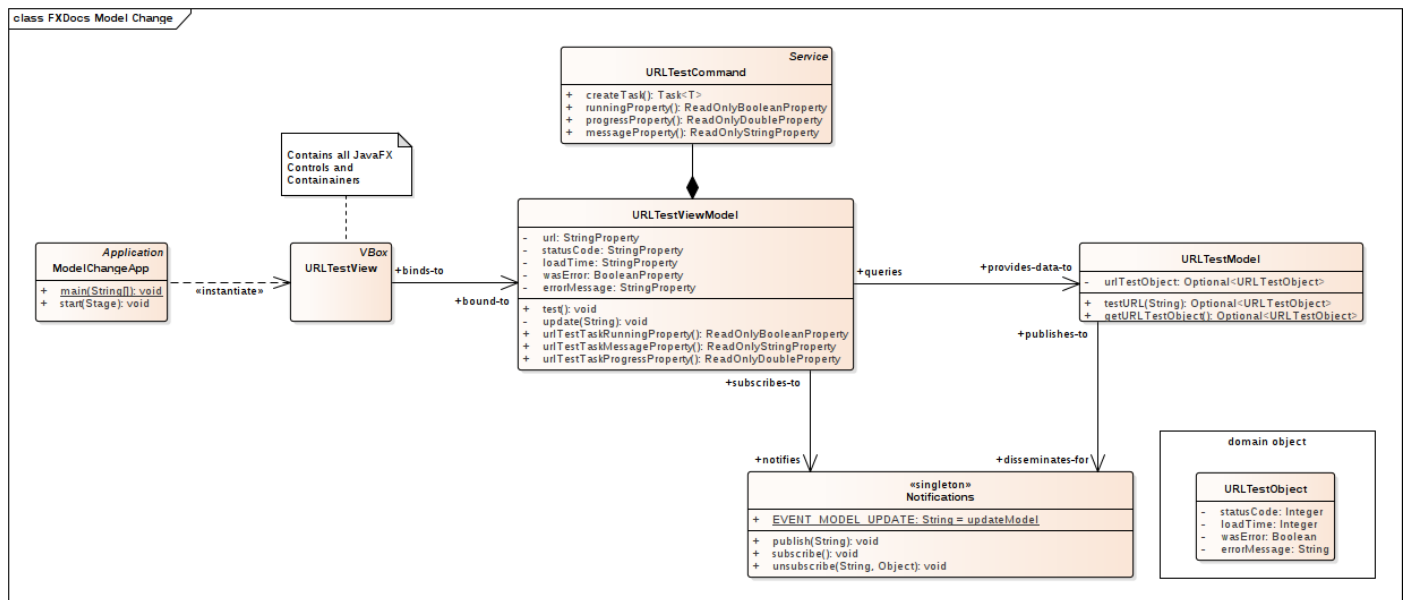 class FXDocs Model Change
Service
URLTestCommand
+ createTask(): Task<T>
+ runningProperty(): ReadOnlyBooleanProperty
+ progressProperty(): ReadOnlyDoubleProperty
+ messageProperty(): ReadOnlyStringProperty
Contains all JavaFX
Controls and
Containainers
Application
ModelChangeApp
+ main(String[]): void
+ start(Stage): void
«instantiate»
VBox
URLTestView
+binds-to
+bound-to
URLTestViewModel
- url: StringProperty
- statusCode: StringProperty
- loadTime: StringProperty
- wasError: BooleanProperty
- errorMessage: StringProperty
+ test(): void
- update(String): void
+ urlTestTaskRunningProperty(): ReadOnlyBooleanProperty
+ urlTestTaskMessageProperty(): ReadOnlyStringProperty
+ urlTestTaskProgressProperty(): ReadOnlyDoubleProperty
+queries
+provides-data-to
URLTestModel
- urlTestObject: Optional<URLTestObject>
+ testURL(String): Optional<URLTestObject>
+ getURLTestObject(): Optional<URLTestObject>
+publishes-to
+subscribes-to
+notifies
+disseminates-for
«singleton»
Notifications
+ EVENT_MODEL_UPDATE: String = updateModel
+ publish(String): void
+ subscribe(): void
+ unsubscribe(String, Object): void
domain object
URLTestObject
- statusCode: Integer
- loadTime: Integer
- wasError: Boolean
- errorMessage: String